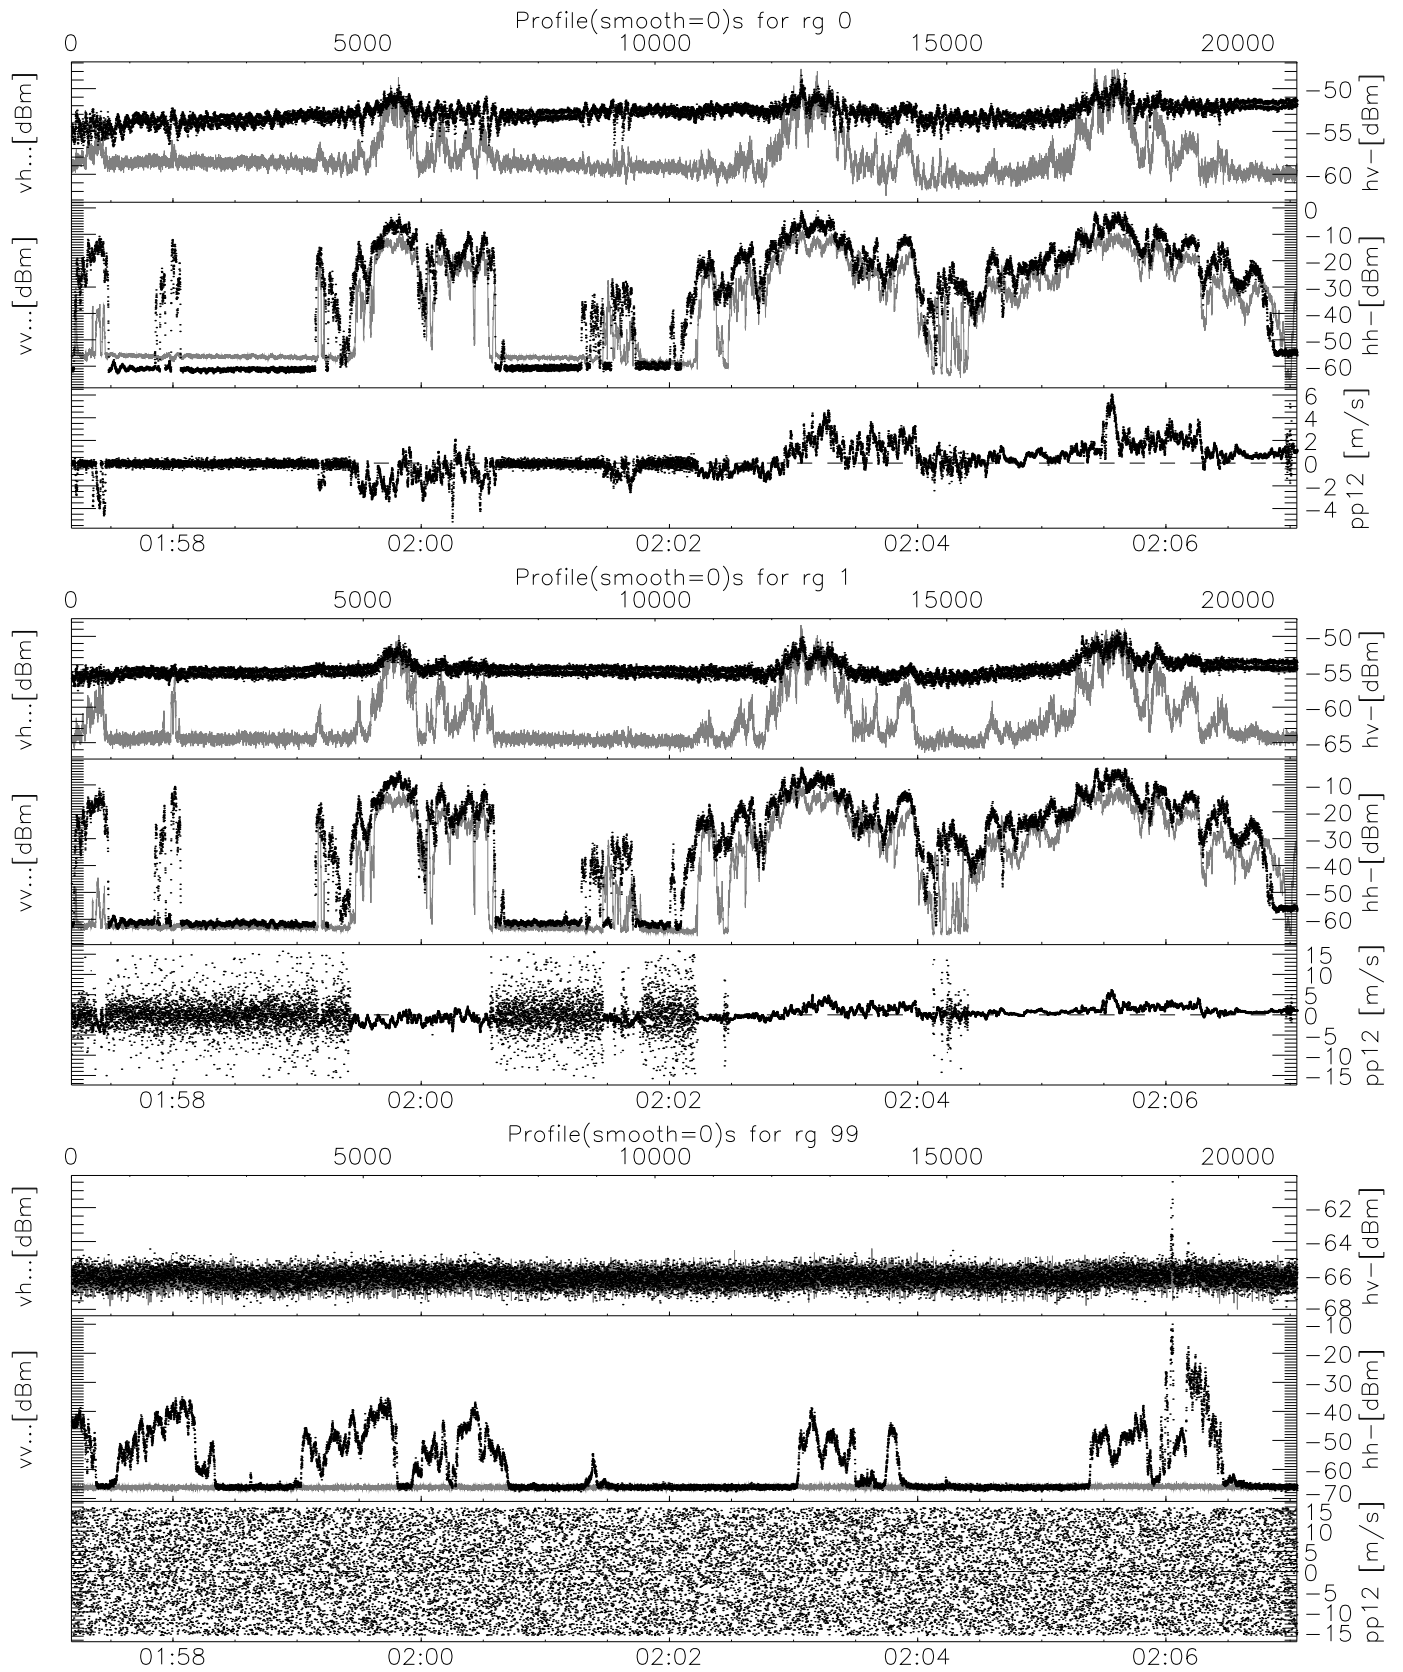 Profile(smooth=0)s for rg 0
0 5000 10000 15000 20000
vh...[dBm]
-50
-55
-60
hv-[dBm]
vv...[dBm]
0
-10
-20
-30
-40
-50
-60
hh-[dBm]
6
4
2
0
-2
-4
pp12 [m/s]
01:58 02:00 02:02 02:04 02:06
Profile(smooth=0)s for rg 1
0 5000 10000 15000 20000
vh...[dBm]
-50
-55
-60
-65
hv-[dBm]
vv...[dBm]
-10
-20
-30
-40
-50
-60
hh-[dBm]
15
10
5
0
-5
-10
-15
pp12 [m/s]
01:58 02:00 02:02 02:04 02:06
Profile(smooth=0)s for rg 99
0 5000 10000 15000 20000
vh...[dBm]
-62
-64
-66
-68
hv-[dBm]
vv...[dBm]
-10
-20
-30
-40
-50
-60
-70
hh-[dBm]
15
10
5
0
-5
-10
-15
pp12 [m/s]
01:58 02:00 02:02 02:04 02:06